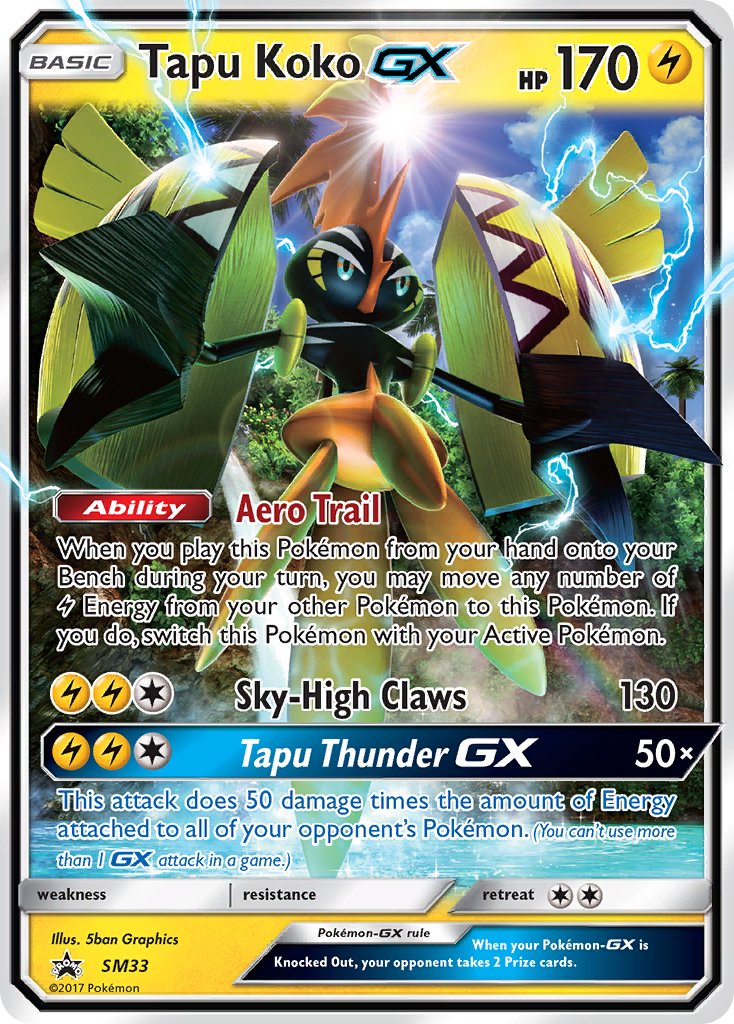 BASIC Tapu Koko GX HP 170
Ability Aero Trail
When you play this Pokémon from your hand onto your
Bench during your turn, you may move any number of
Energy from your other Pokémon to this Pokémon. If
you do, switch this Pokémon with your Active Pokémon.
Sky-High Claws 130
Tapu Thunder GX 50×
This attack does 50 damage times the amount of Energy
attached to all of your opponent's Pokémon. (You can't use more
than 1 GX attack in a game.)
weakness resistance retreat
Illus. 5ban Graphics
PROMO SM33
©2017 Pokémon
Pokémon-GX rule
When your Pokémon-GX is
Knocked Out, your opponent takes 2 Prize cards.